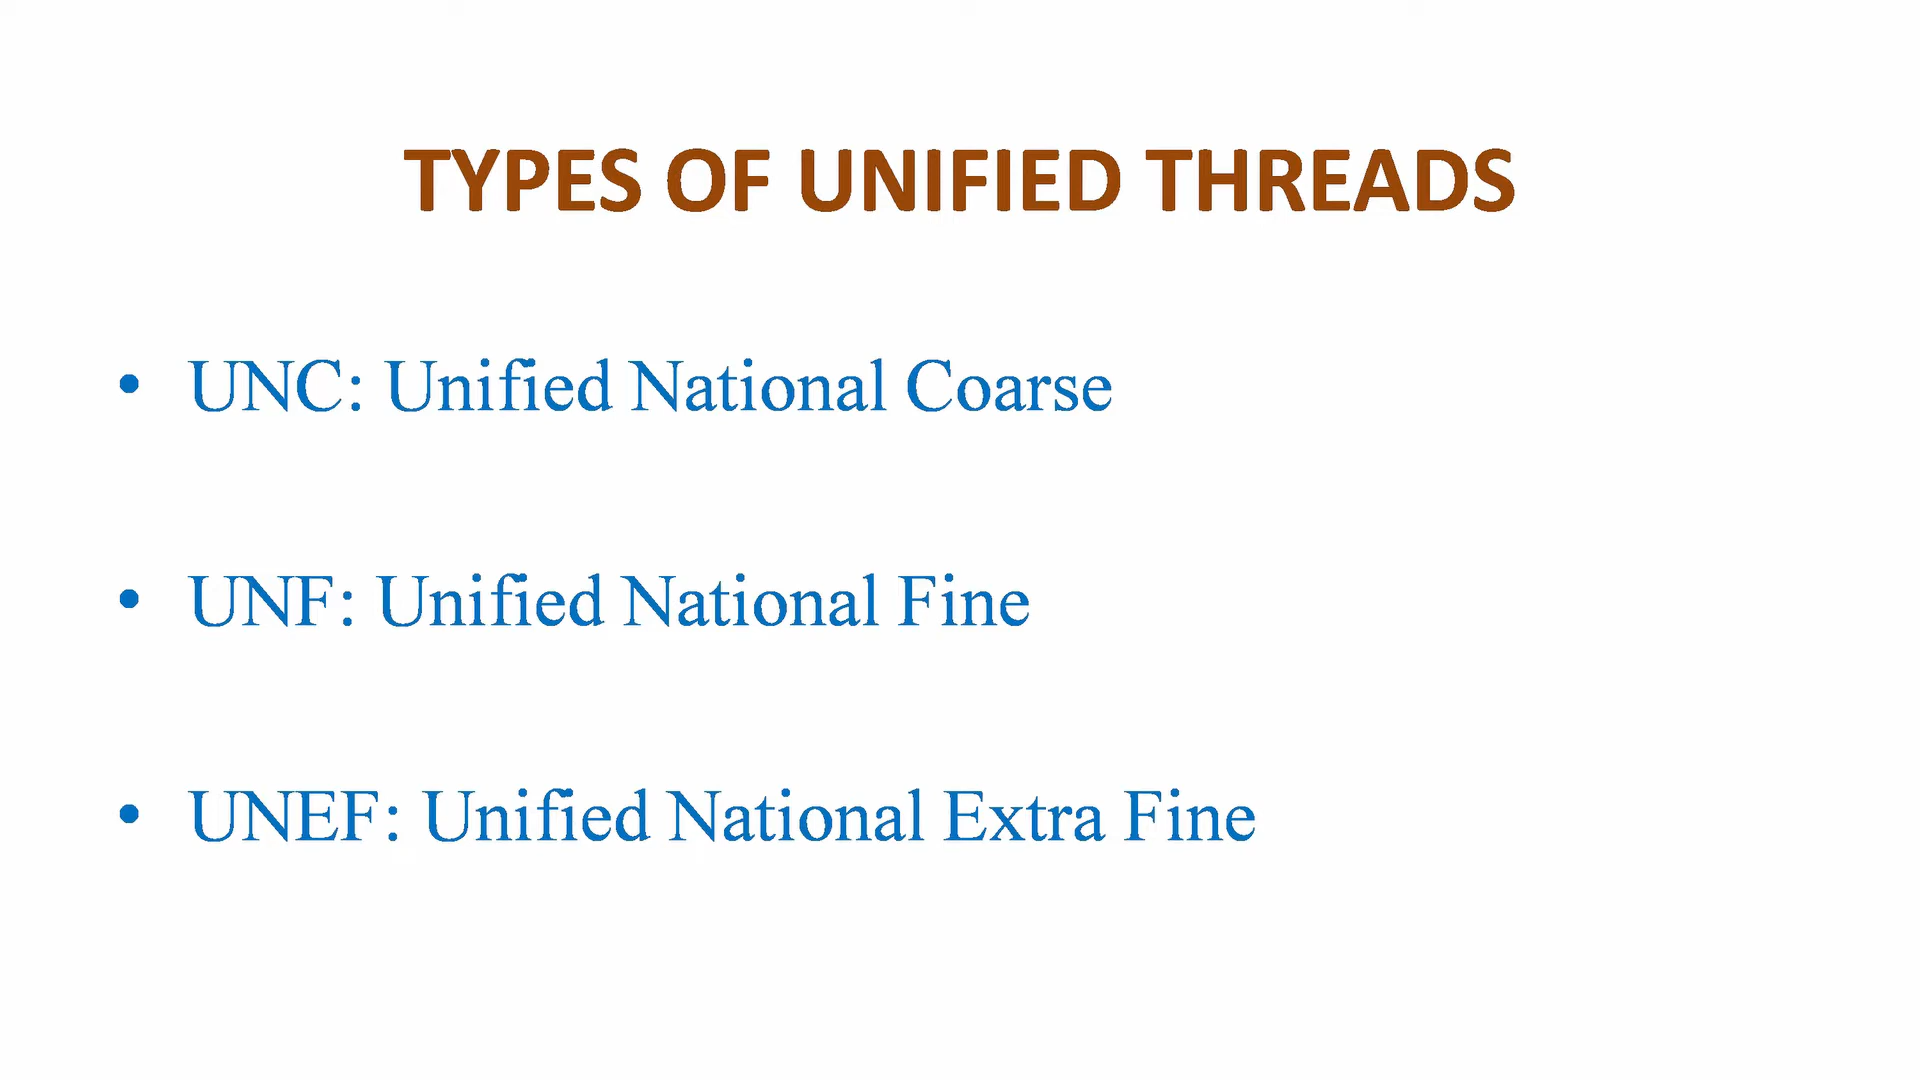 TYPES OF UNIFIED THREADS
• UNC: Unified National Coarse
• UNF: Unified National Fine
• UNEF: Unified National Extra Fine